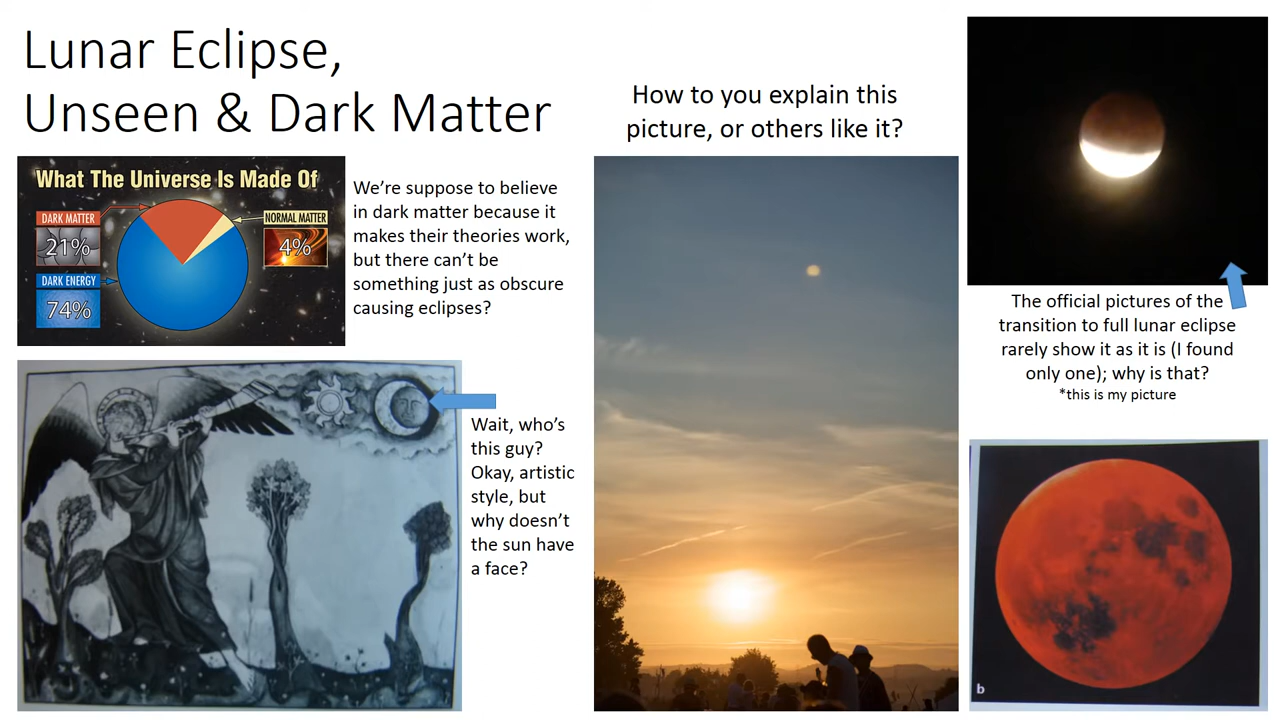 Lunar Eclipse,
Unseen & Dark Matter
What The Universe Is Made Of
DARK MATTER
21%
DARK ENERGY
74%
NORMAL MATTER
4%
We're suppose to believe
in dark matter because it
makes their theories work,
but there can't be
something just as obscure
causing eclipses?
Wait, who's
this guy?
Okay, artistic
style, but
why doesn't
the sun have
a face?
How to you explain this
picture, or others like it?
The official pictures of the
transition to full lunar eclipse
rarely show it as it is (I found
only one); why is that?
*this is my picture
b